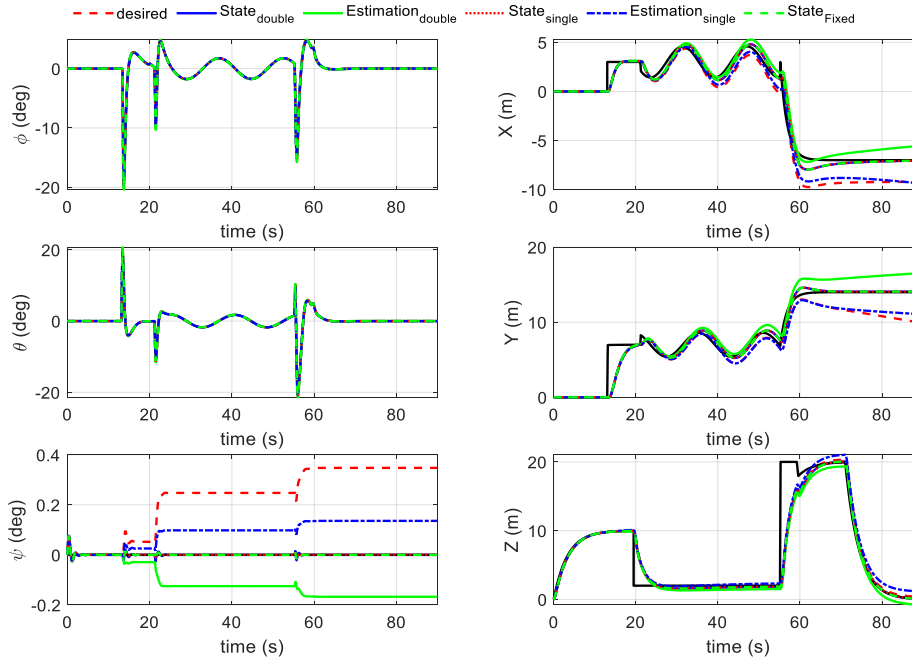 desired State_double Estimation_double State_single Estimation_single State_Fixed
5
0
-10
-20
ϕ (deg)
0 20 40 60 80
time (s)
5
0
-5
-10
X (m)
0 20 40 60 80
time (s)
20
0
-20
θ (deg)
0 20 40 60 80
time (s)
20
10
0
Y (m)
0 20 40 60 80
time (s)
0.4
0.2
0
-0.2
ψ (deg)
0 20 40 60 80
time (s)
20
10
0
Z (m)
0 20 40 60 80
time (s)